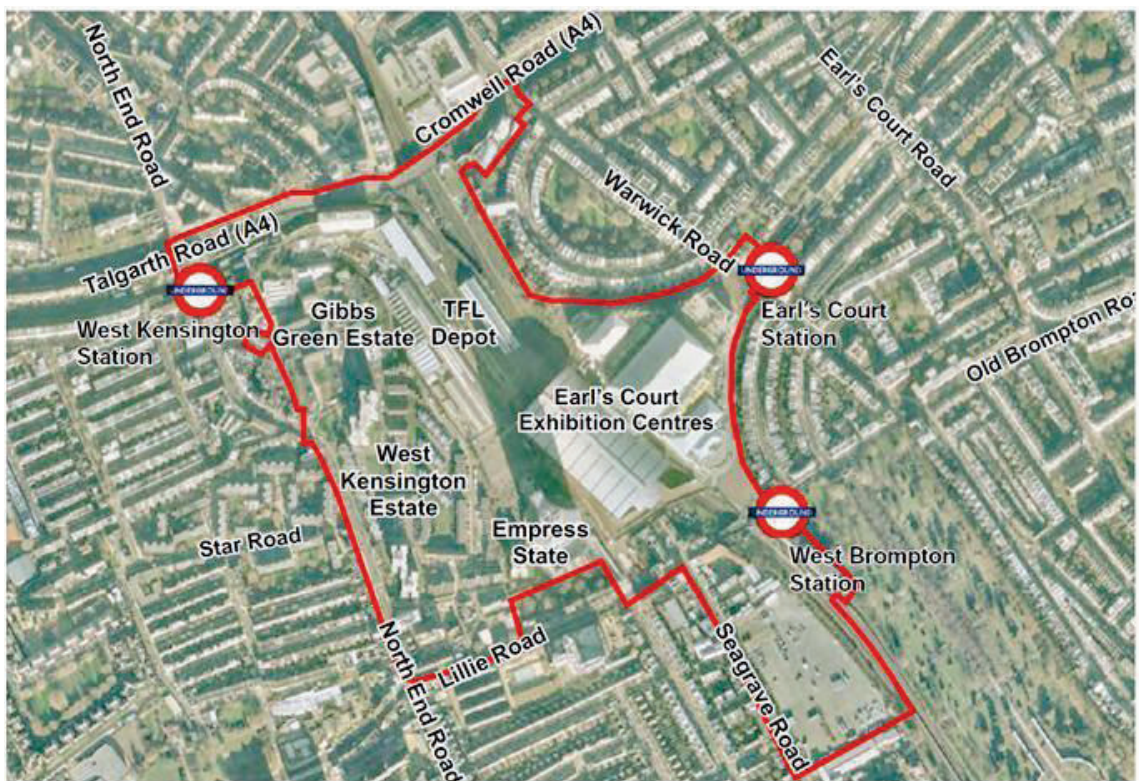 North End Road
Cromwell Road (A4)
Earl's Court Road
Warwick Road
Talgarth Road (A4)
UNDERGROUND
UNDERGROUND
West Kensington
Station
Gibbs
Green Estate
TFL
Depot
Earl's Court
Station
Old Brompton Roa
Earl's Court
Exhibition Centres
West
Kensington
Estate
UNDERGROUND
Star Road
Empress
State
West Brompton
Station
Lillie Road
North End Road
Seagrave Road